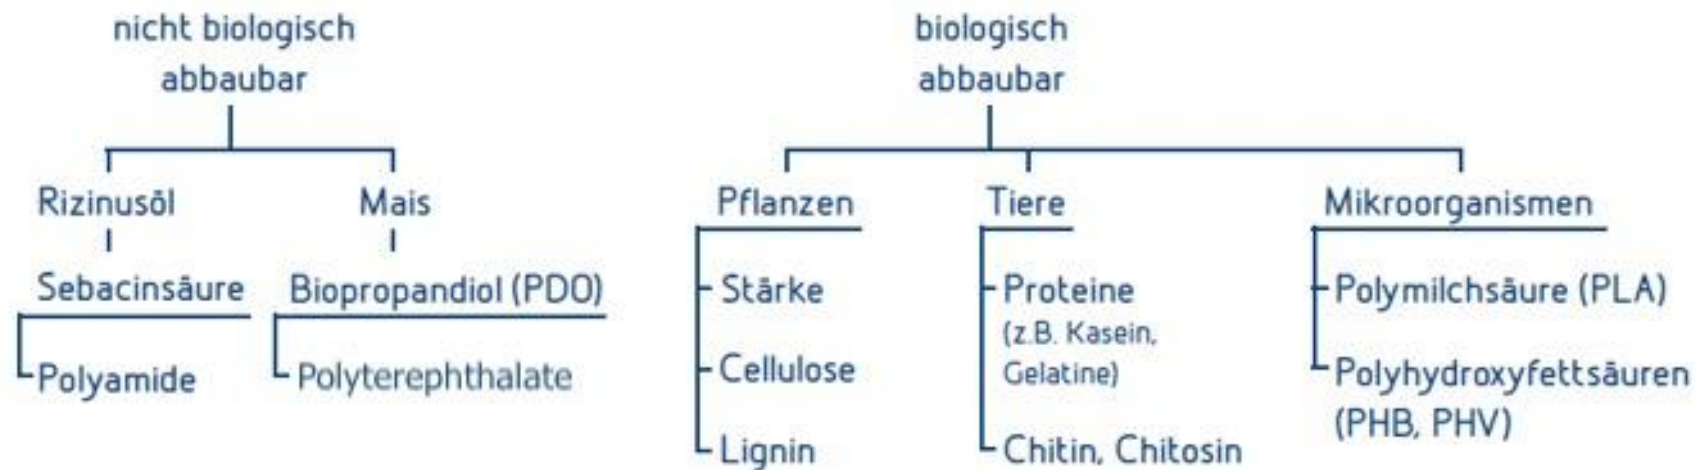 nicht biologisch
abbaubar
Rizinusöl
Mais
Sebacinsäure
Biopropandiol (PDO)
Polyamide
Polyterephthalate
biologisch
abbaubar
Pflanzen
Tiere
Mikroorganismen
Stärke
Cellulose
Lignin
Proteine
(z.B. Kasein,
Gelatine)
Chitin, Chitosin
Polymilchsäure (PLA)
Polyhydroxyfettsäuren
(PHB, PHV)